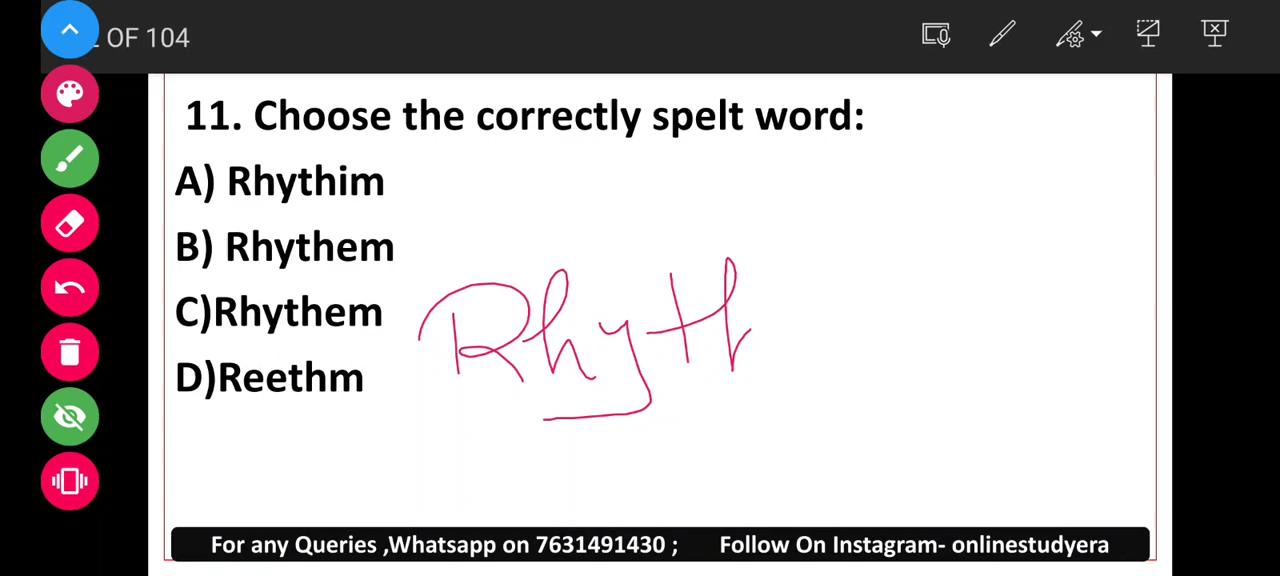 OF 104
11. Choose the correctly spelt word:
A) Rhythim
B) Rhythem
C)Rhythem
D)Reethm
Rhyth
For any Queries ,Whatsapp on 7631491430 ; Follow On Instagram- onlinestudyera